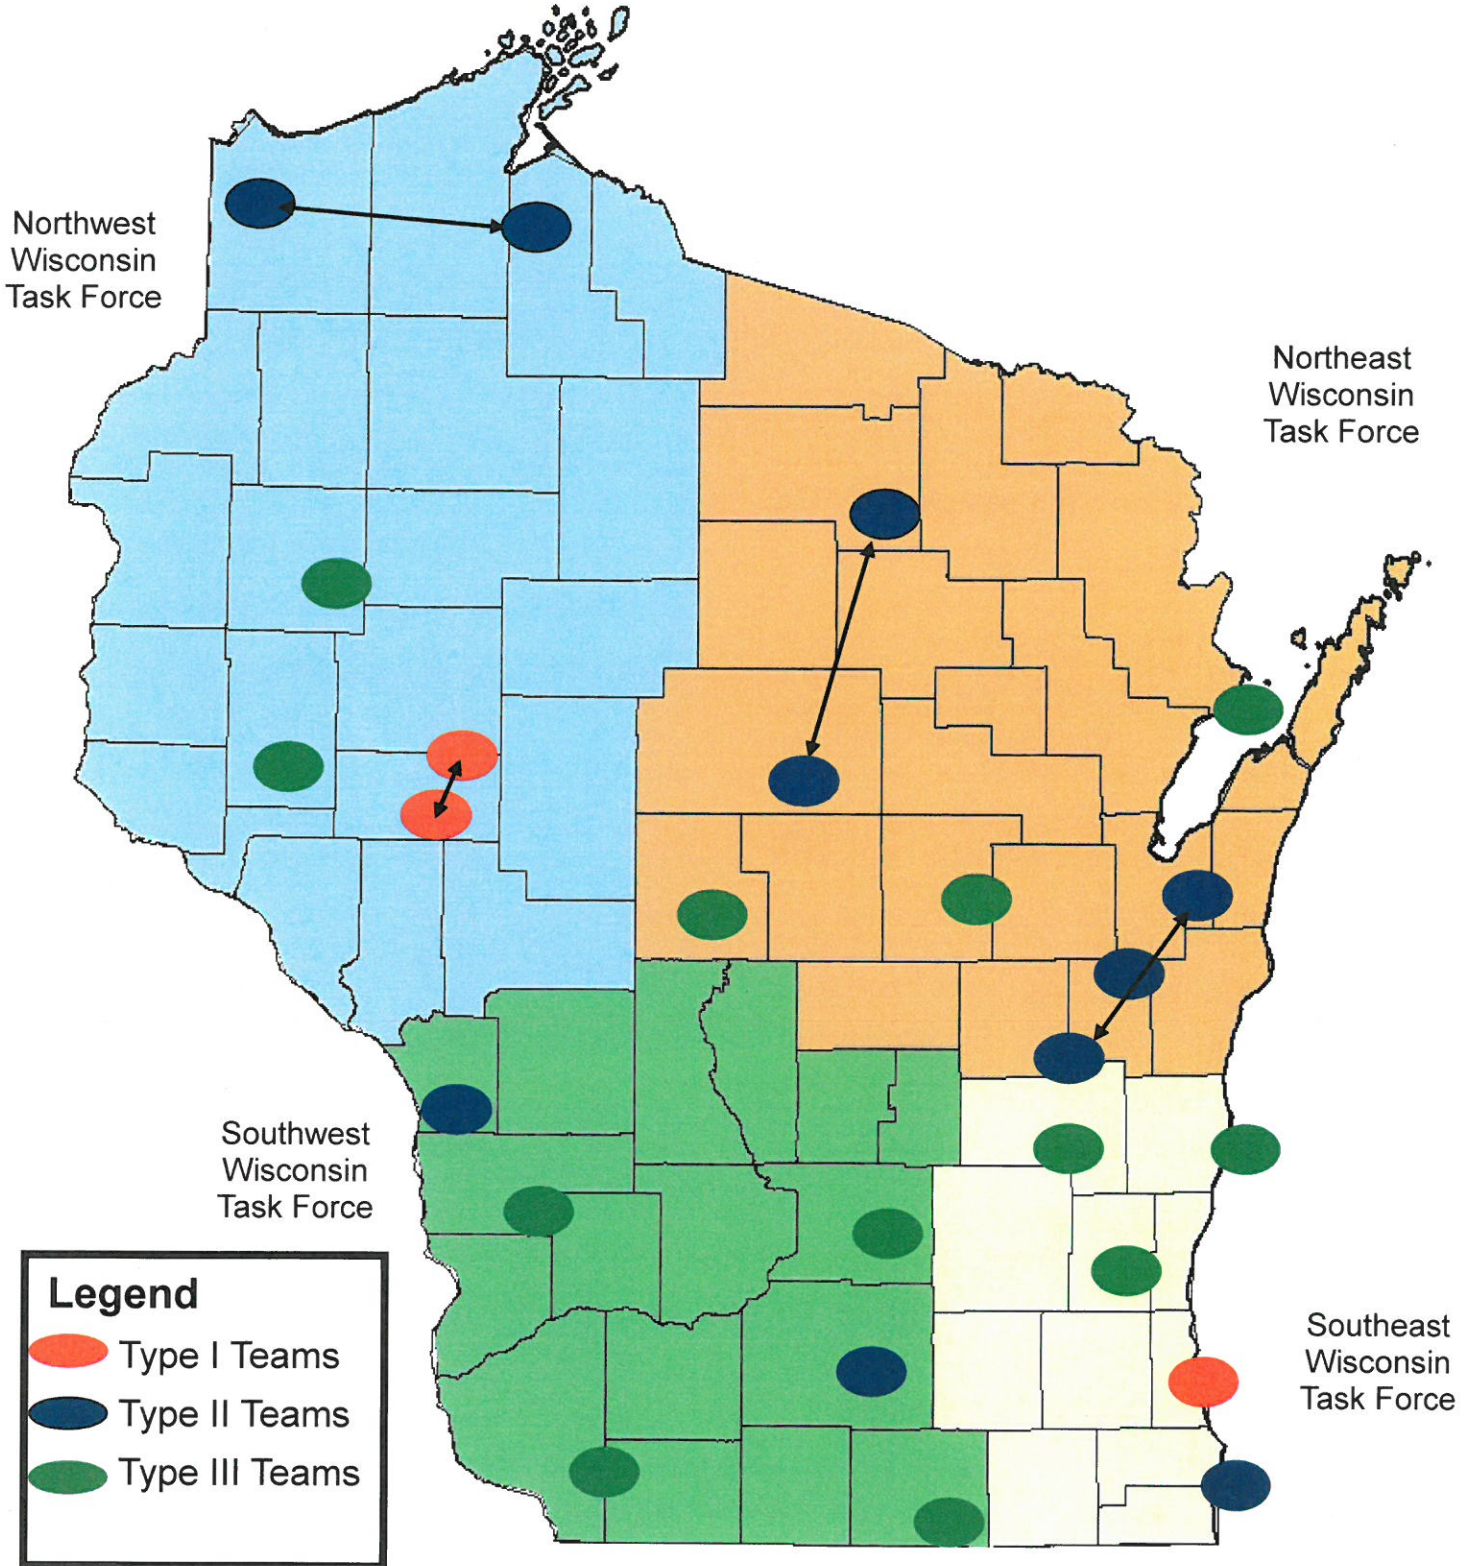 Northwest
Wisconsin
Task Force
Northeast
Wisconsin
Task Force
Southwest
Wisconsin
Task Force
Legend
Type I Teams
Type II Teams
Type III Teams
Southeast
Wisconsin
Task Force